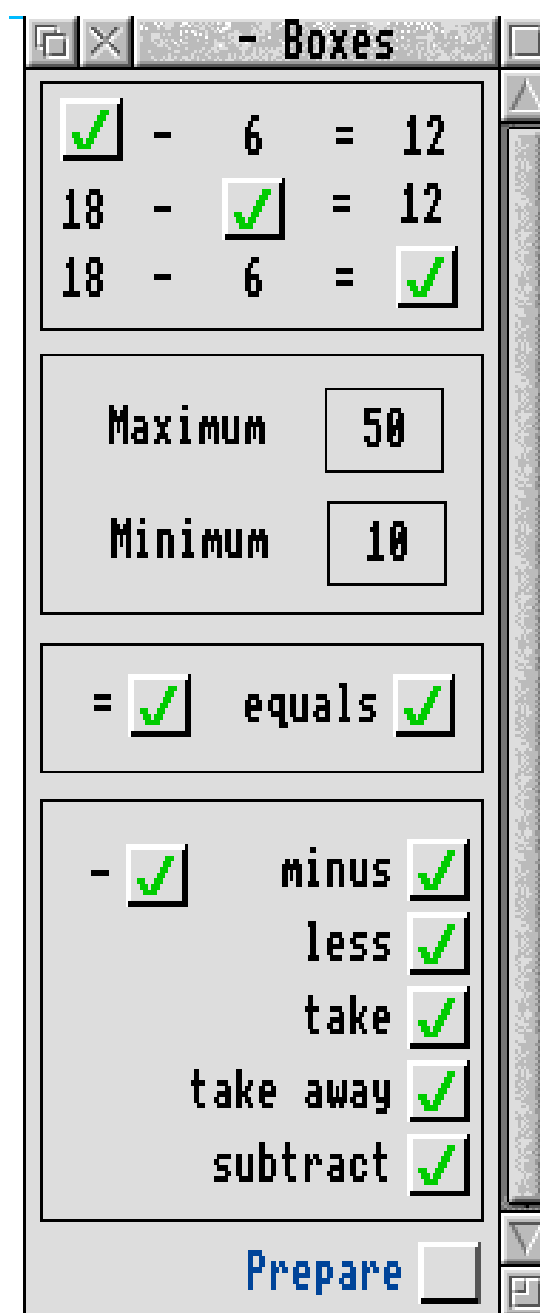 - Boxes
- 6 = 12
18 - = 12
18 - 6 =
Maximum 50
Minimum 10
= equals
- minus
less
take
take away
subtract
Prepare